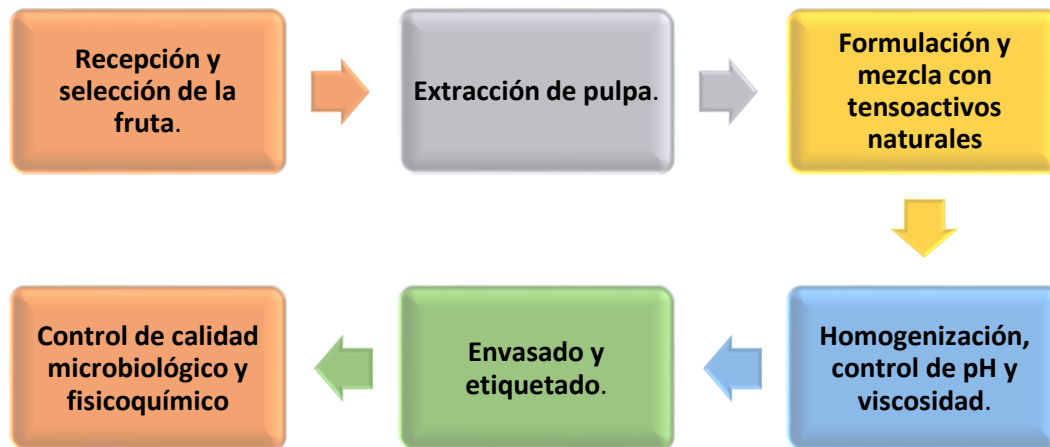 Recepción y
selección de la
fruta.
Extracción de pulpa.
Formulación y
mezcla con
tensoactivos
naturales
Homogenización,
control de pH y
viscosidad.
Envasado y
etiquetado.
Control de calidad
microbiológico y
fisicoquímico